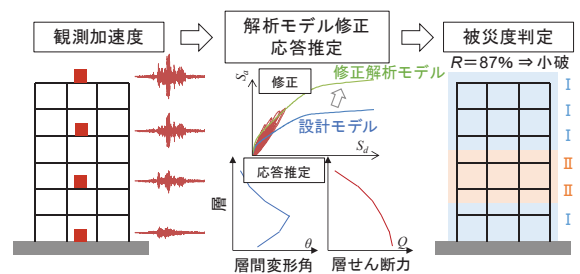 観測加速度
解析モデル修正
応答推定
被災度判定
R＝87% ⇒ 小破
Sa
修正
修正解析モデル
設計モデル
Sd
応答推定
層
θ
層間変形角
Q
層せん断力
I
I
I
II
II
I